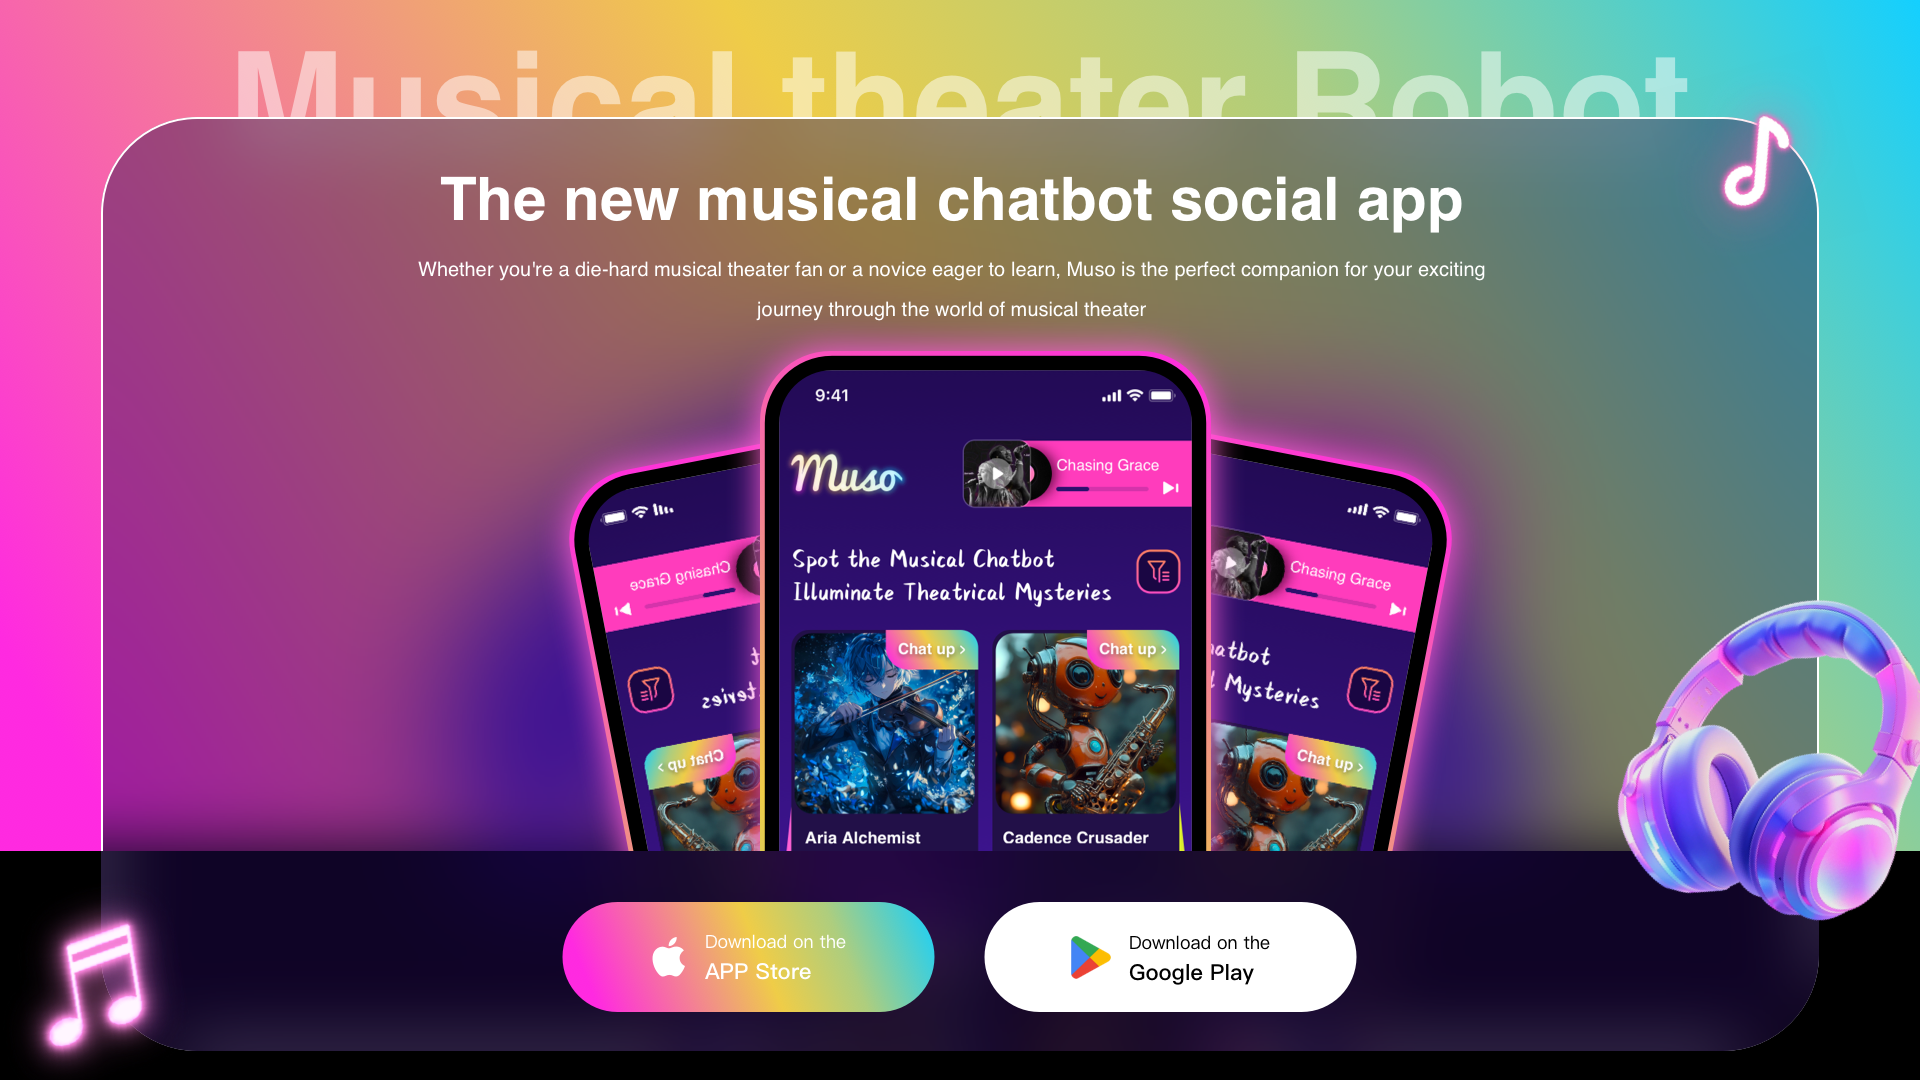 Musical theater Robot
The new musical chatbot social app
Whether you're a die-hard musical theater fan or a novice eager to learn, Muso is the perfect companion for your exciting
journey through the world of musical theater
9:41
Muso
Chasing Grace
Spot the Musical Chatbot
Illuminate Theatrical Mysteries
Chat up ›
Chat up ›
Aria Alchemist
Cadence Crusader
Chasing Grace
teries
Chat up ›
Chasing Grace
atbot
Mysteries
Chat up ›
Download on the
APP Store
Download on the
Google Play